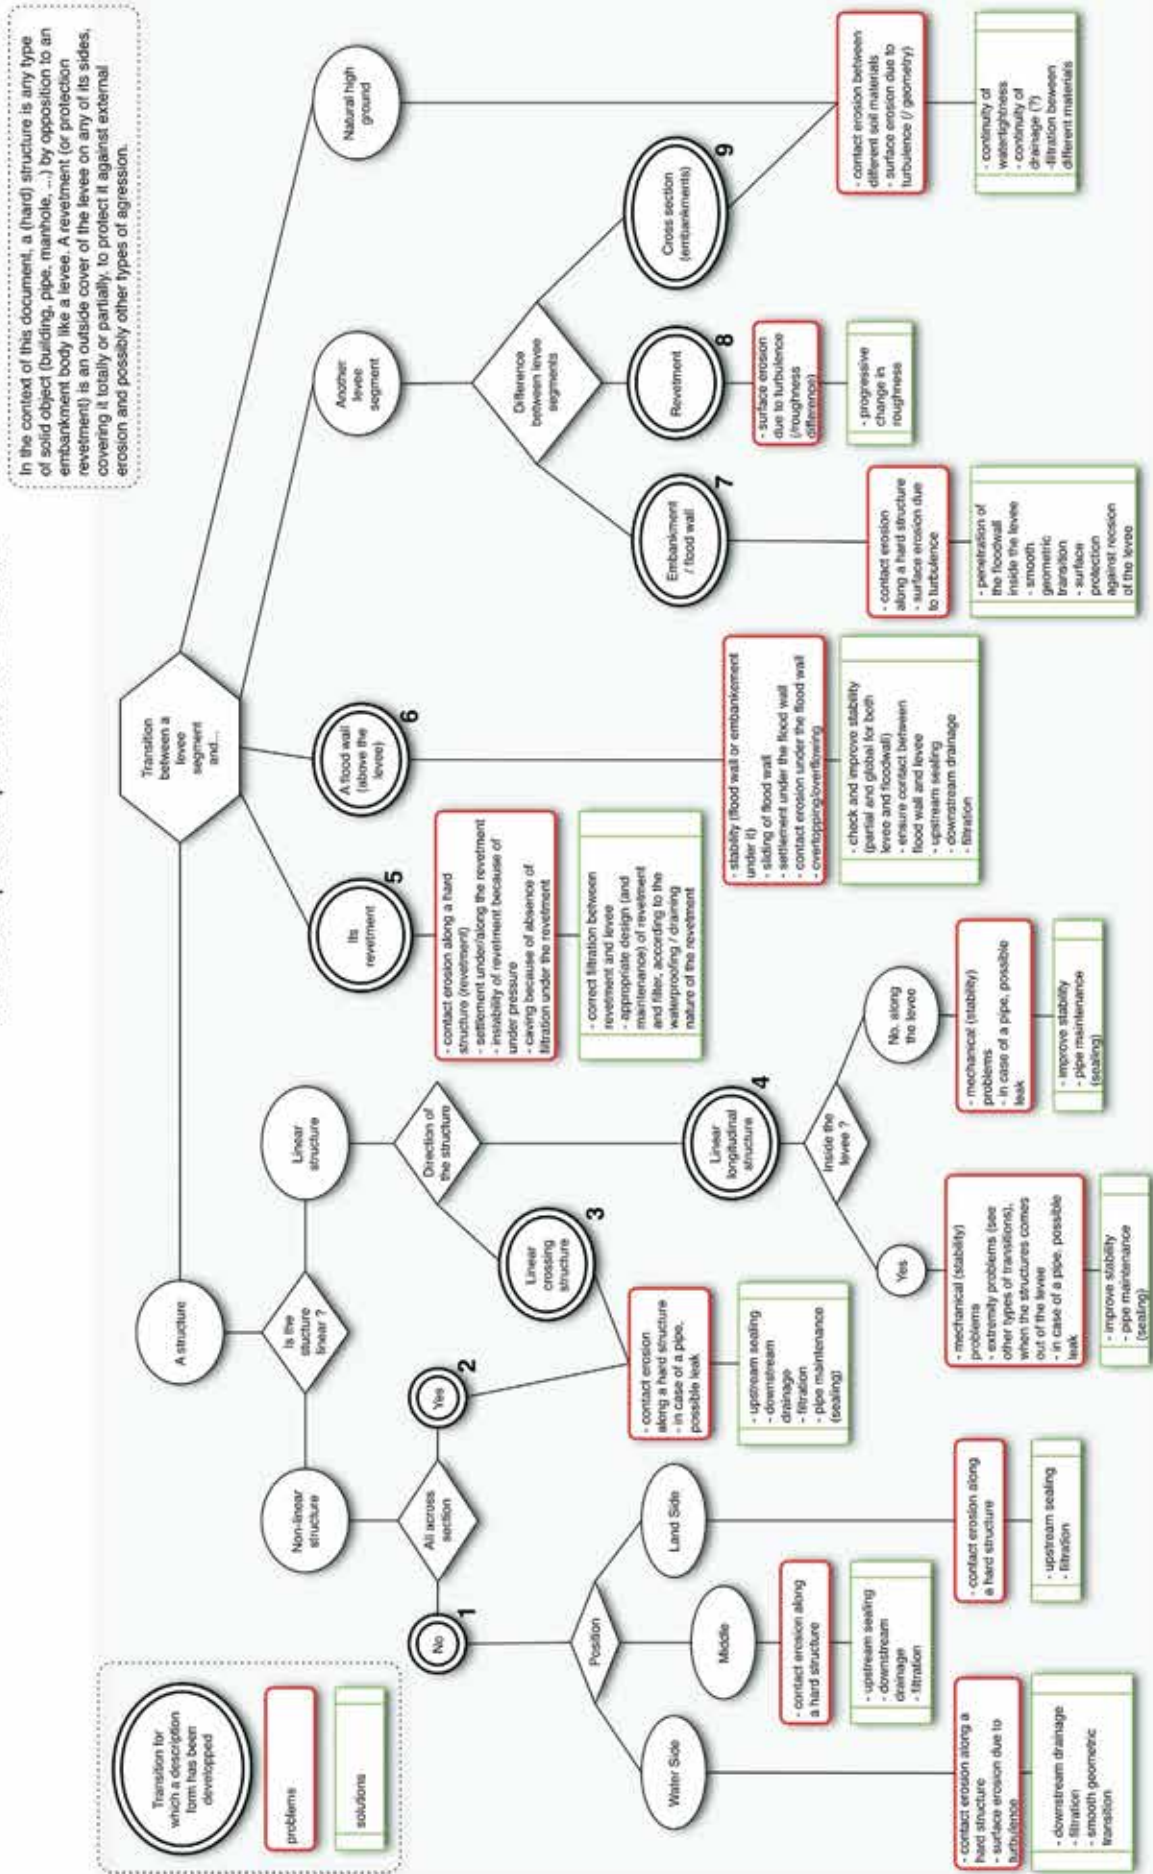 In the context of this document, a (hard) structure is any type
of solid object (building, pipe, manhole, ...) by opposition to an
embankment body like a levee. A revetment (or protection
revetment) is an outside cover of the levee on any of its sides,
covering it totally or partially, to protect it against external
erosion and possibly other types of agression.
Transition for
which a description
form has been
developped
problems
solutions
Transition
between a
levee
segment
and...
A structure
Its
revetment
5
A flood wall
(above the
levee)
6
Another
levee
segment
Natural high
ground
Is the
stucture
linear ?
Non-linear
structure
Linear
structure
All across
section
No
1
Yes
2
Direction of
the structure
Linear
crossing
structure
3
Linear
longitudinal
structure
4
Position
Water Side
Middle
Land Side
- contact erosion along a
hard structure
- surface erosion due to
turbulence
- downstream drainage
- filtration
- smooth geometric
transition
- contact erosion along
a hard structure
- upstream sealing
- downstream
drainage
- filtration
- contact erosion along
a hard structure
- upstream sealing
- filtration
- contact erosion
along a hard structure
- in case of a pipe,
possible leak
- upstream sealing
- downstream
drainage
- filtration
- pipe maintenance
(sealing)
Inside the
levee ?
Yes
No, along
the levee
- mechanical (stability)
problems
- extremity problems (see
other types of transitions),
when the structures comes
out of the levee
- in case of a pipe, possible
leak
- improve stability
- pipe maintenance
(sealing)
- mechanical (stability)
problems
- in case of a pipe, possible
leak
- improve stability
- pipe maintenance
(sealing)
- contact erosion along a hard
structure (revetment)
- settlement under/along the revetment
- instability of revetment because of
under pressure
- caving because of absence of
filtration under the revetment
- correct filtration between
revetment and levee
- appropriate design (and
maintenance) of revetment
and filter, according to the
waterproofing / draining
nature of the revetment
- stability (flood wall or embankement
under it)
- sliding of flood wall
- settlement under the flood wall
- contact erosion under the flood wall
- overtopping/overflowing
- check and improve stability
(partial and global for both
levee and floodwall)
- ensure contact between
flood wall and levee
- upstream sealing
- downstream drainage
- filtration
Difference
between levee
segments
Embankment
/ flood wall
7
Revetment
8
Cross section
(embankments)
9
- contact erosion
along a hard structure
- surface erosion due
to turbulence
- penetration of
the floodwall
inside the levee
- smooth
geometric
transition
- surface
protection
against recsion
of the levee
- surface erosion
due to turbulence
(/roughness
difference)
- progressive
change in
roughness
- contact erosion between
different soil materials
- surface erosion due to
turbulence (/ geometry)
- continuity of
watertightness
- continuity of
drainage (?)
-filtration beween
different materials